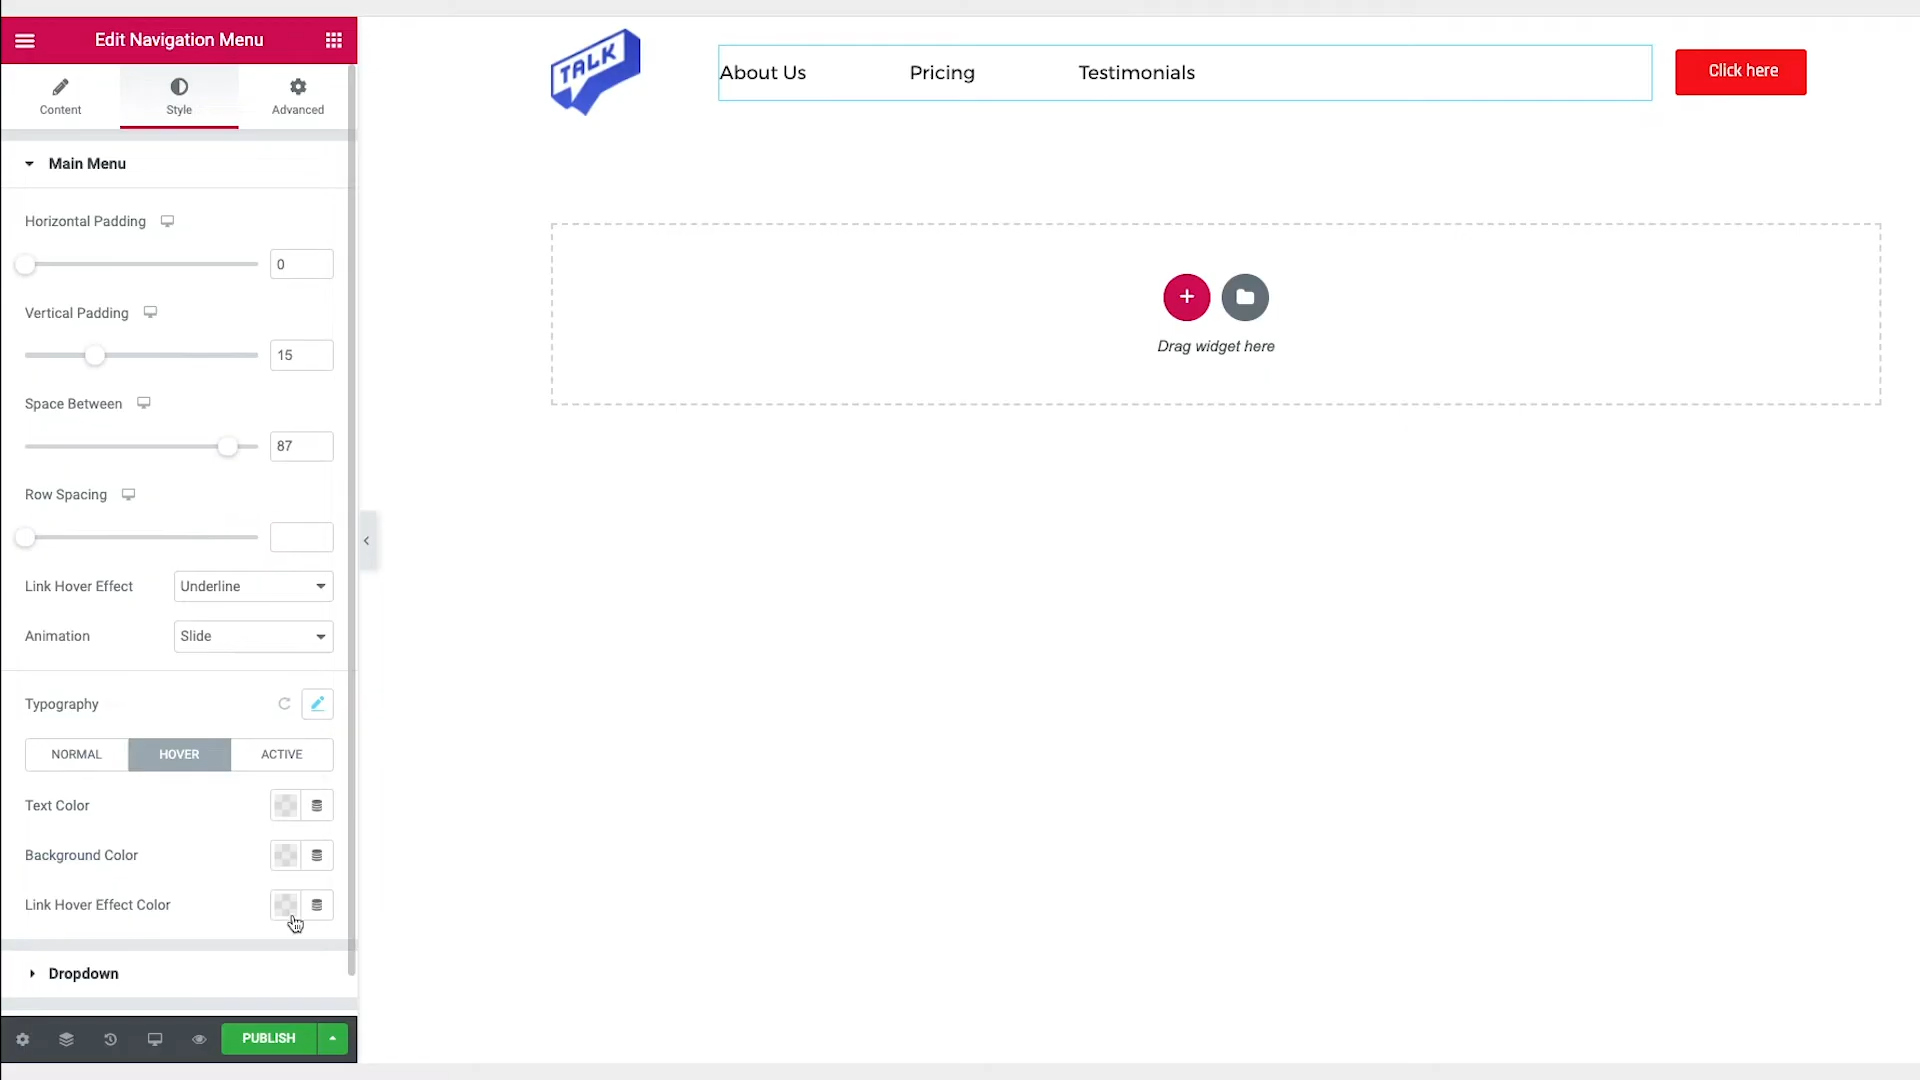 Edit Navigation Menu
Content
Style
Advanced
Main Menu
Horizontal Padding
0
Vertical Padding
15
Space Between
87
Row Spacing
Link Hover Effect
Underline
Animation
Slide
Typography
NORMAL
HOVER
ACTIVE
Text Color
Background Color
Link Hover Effect Color
Dropdown
PUBLISH
TALK
About Us
Pricing
Testimonials
Click here
Drag widget here